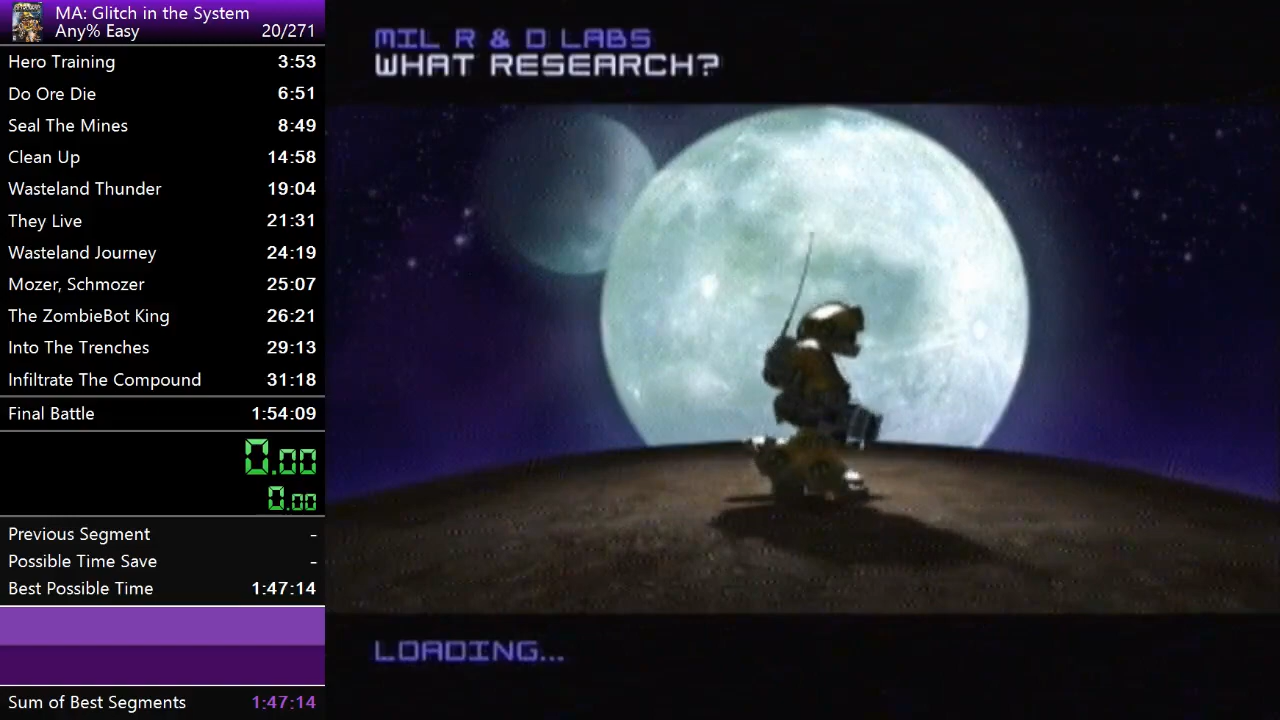 MA: Glitch in the System
Any% Easy 20/271
Hero Training 3:53
Do Ore Die 6:51
Seal The Mines 8:49
Clean Up 14:58
Wasteland Thunder 19:04
They Live 21:31
Wasteland Journey 24:19
Mozer, Schmozer 25:07
The ZombieBot King 26:21
Into The Trenches 29:13
Infiltrate The Compound 31:18
Final Battle 1:54:09
0.00
0.00
Previous Segment -
Possible Time Save -
Best Possible Time 1:47:14
Sum of Best Segments 1:47:14
MIL R & D LABS
WHAT RESEARCH?
LOADING...